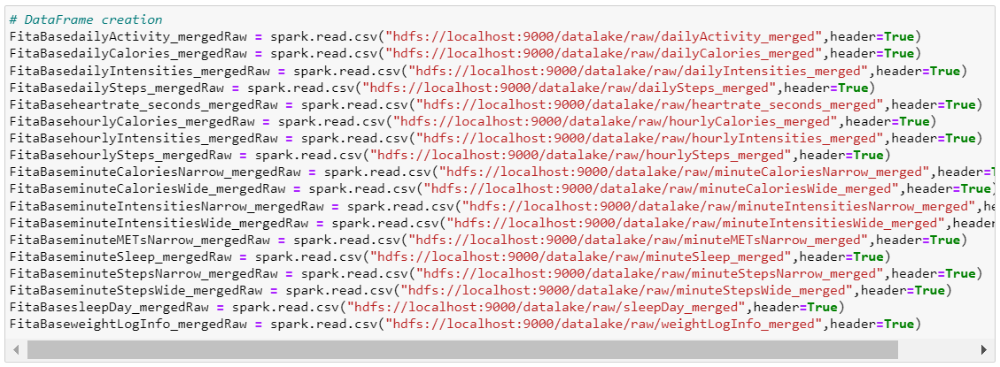 # DataFrame creation
FitaBasedailyActivity_mergedRaw = spark.read.csv("hdfs://localhost:9000/datalake/raw/dailyActivity_merged",header=True)
FitaBasedailyCalories_mergedRaw = spark.read.csv("hdfs://localhost:9000/datalake/raw/dailyCalories_merged",header=True)
FitaBasedailyIntensities_mergedRaw = spark.read.csv("hdfs://localhost:9000/datalake/raw/dailyIntensities_merged",header=True)
FitaBasedailySteps_mergedRaw = spark.read.csv("hdfs://localhost:9000/datalake/raw/dailySteps_merged",header=True)
FitaBaseheartrate_seconds_mergedRaw = spark.read.csv("hdfs://localhost:9000/datalake/raw/heartrate_seconds_merged",header=True)
FitaBasehourlyCalories_mergedRaw = spark.read.csv("hdfs://localhost:9000/datalake/raw/hourlyCalories_merged",header=True)
FitaBasehourlyIntensities_mergedRaw = spark.read.csv("hdfs://localhost:9000/datalake/raw/hourlyIntensities_merged",header=True)
FitaBasehourlySteps_mergedRaw = spark.read.csv("hdfs://localhost:9000/datalake/raw/hourlySteps_merged",header=True)
FitaBaseminuteCaloriesNarrow_mergedRaw = spark.read.csv("hdfs://localhost:9000/datalake/raw/minuteCaloriesNarrow_merged",header=
FitaBaseminuteCaloriesWide_mergedRaw = spark.read.csv("hdfs://localhost:9000/datalake/raw/minuteCaloriesWide_merged",header=True
FitaBaseminuteIntensitiesNarrow_mergedRaw = spark.read.csv("hdfs://localhost:9000/datalake/raw/minuteIntensitiesNarrow_merged",he
FitaBaseminuteIntensitiesWide_mergedRaw = spark.read.csv("hdfs://localhost:9000/datalake/raw/minuteIntensitiesWide_merged",header
FitaBaseminuteMETsNarrow_mergedRaw = spark.read.csv("hdfs://localhost:9000/datalake/raw/minuteMETsNarrow_merged",header=True)
FitaBaseminuteSleep_mergedRaw = spark.read.csv("hdfs://localhost:9000/datalake/raw/minuteSleep_merged",header=True)
FitaBaseminuteStepsNarrow_mergedRaw = spark.read.csv("hdfs://localhost:9000/datalake/raw/minuteStepsNarrow_merged",header=True)
FitaBaseminuteStepsWide_mergedRaw = spark.read.csv("hdfs://localhost:9000/datalake/raw/minuteStepsWide_merged",header=True)
FitaBasesleepDay_mergedRaw = spark.read.csv("hdfs://localhost:9000/datalake/raw/sleepDay_merged",header=True)
FitaBaseweightLogInfo_mergedRaw = spark.read.csv("hdfs://localhost:9000/datalake/raw/weightLogInfo_merged",header=True)